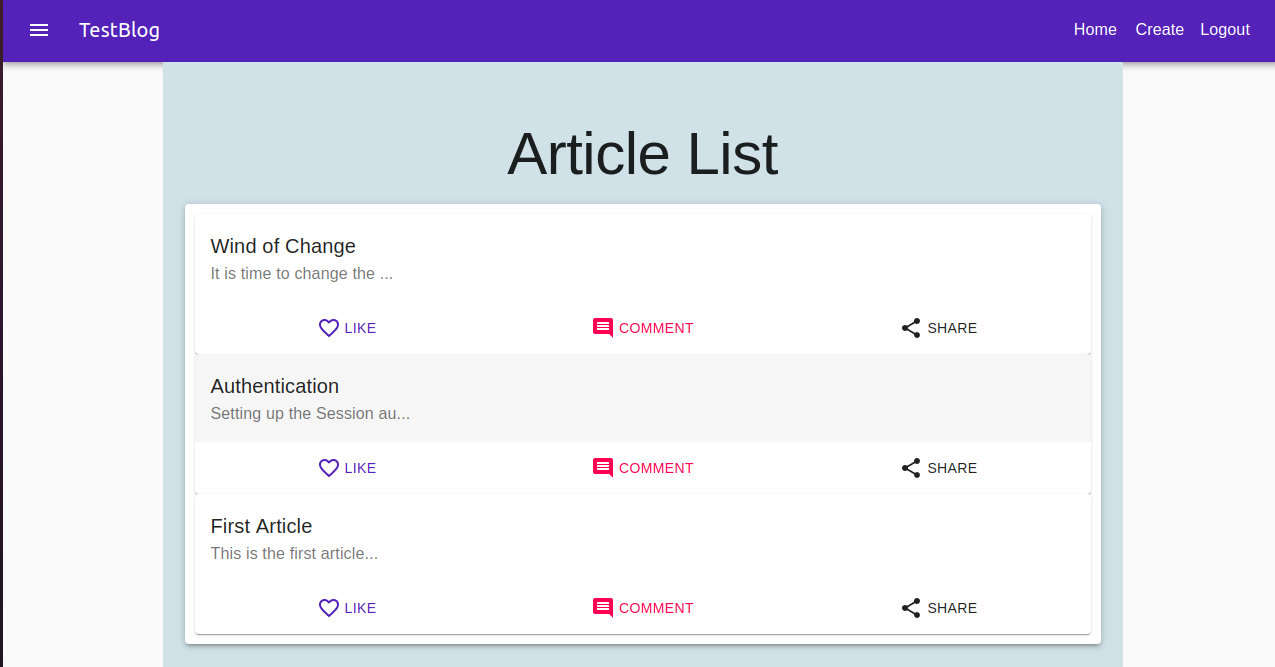 TestBlog
Home Create Logout
Article List
Wind of Change
It is time to change the ...
LIKE COMMENT SHARE
Authentication
Setting up the Session au...
LIKE COMMENT SHARE
First Article
This is the first article...
LIKE COMMENT SHARE